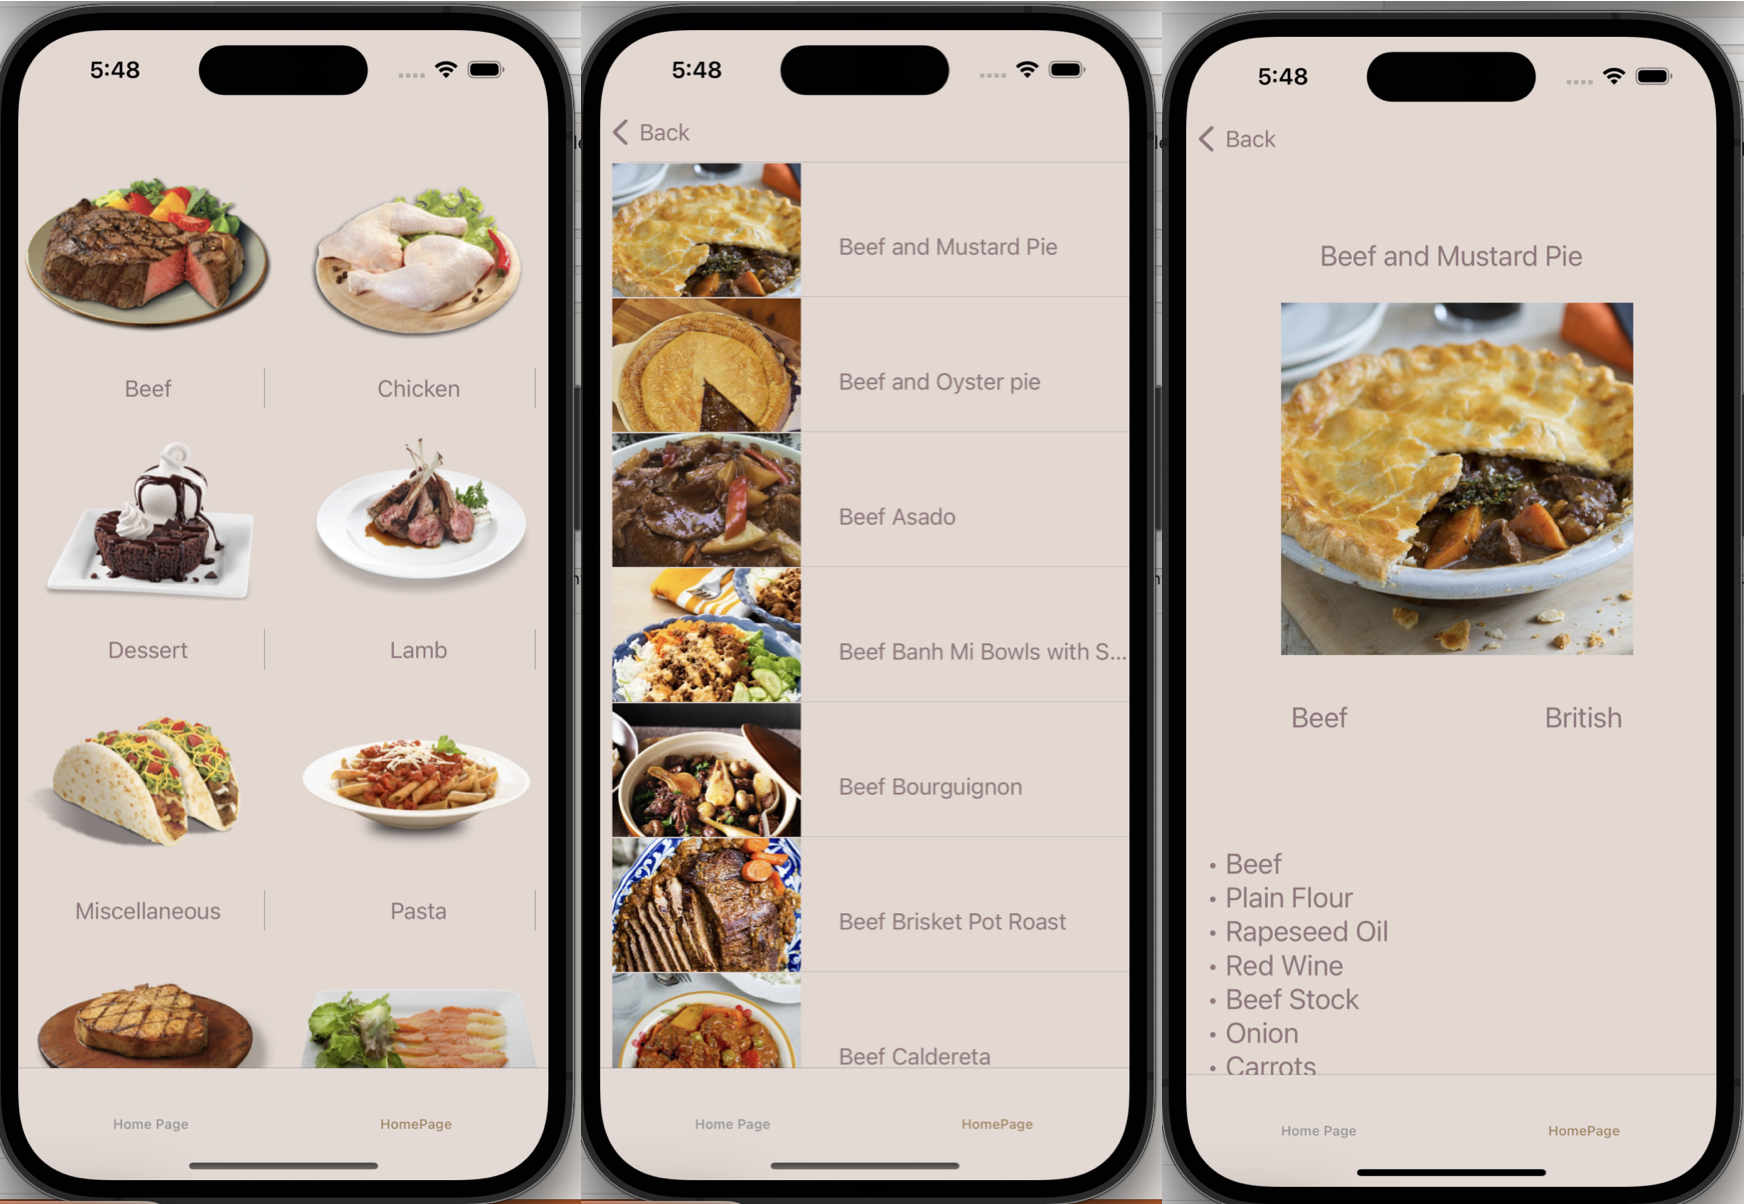 5:48
Beef
Chicken
Dessert
Lamb
Miscellaneous
Pasta
Home Page
HomePage
5:48
Back
Beef and Mustard Pie
Beef and Oyster pie
Beef Asado
Beef Banh Mi Bowls with S...
Beef Bourguignon
Beef Brisket Pot Roast
Beef Caldereta
Home Page
HomePage
5:48
Back
Beef and Mustard Pie
Beef
British
• Beef
• Plain Flour
• Rapeseed Oil
• Red Wine
• Beef Stock
• Onion
• Carrots
Home Page
HomePage